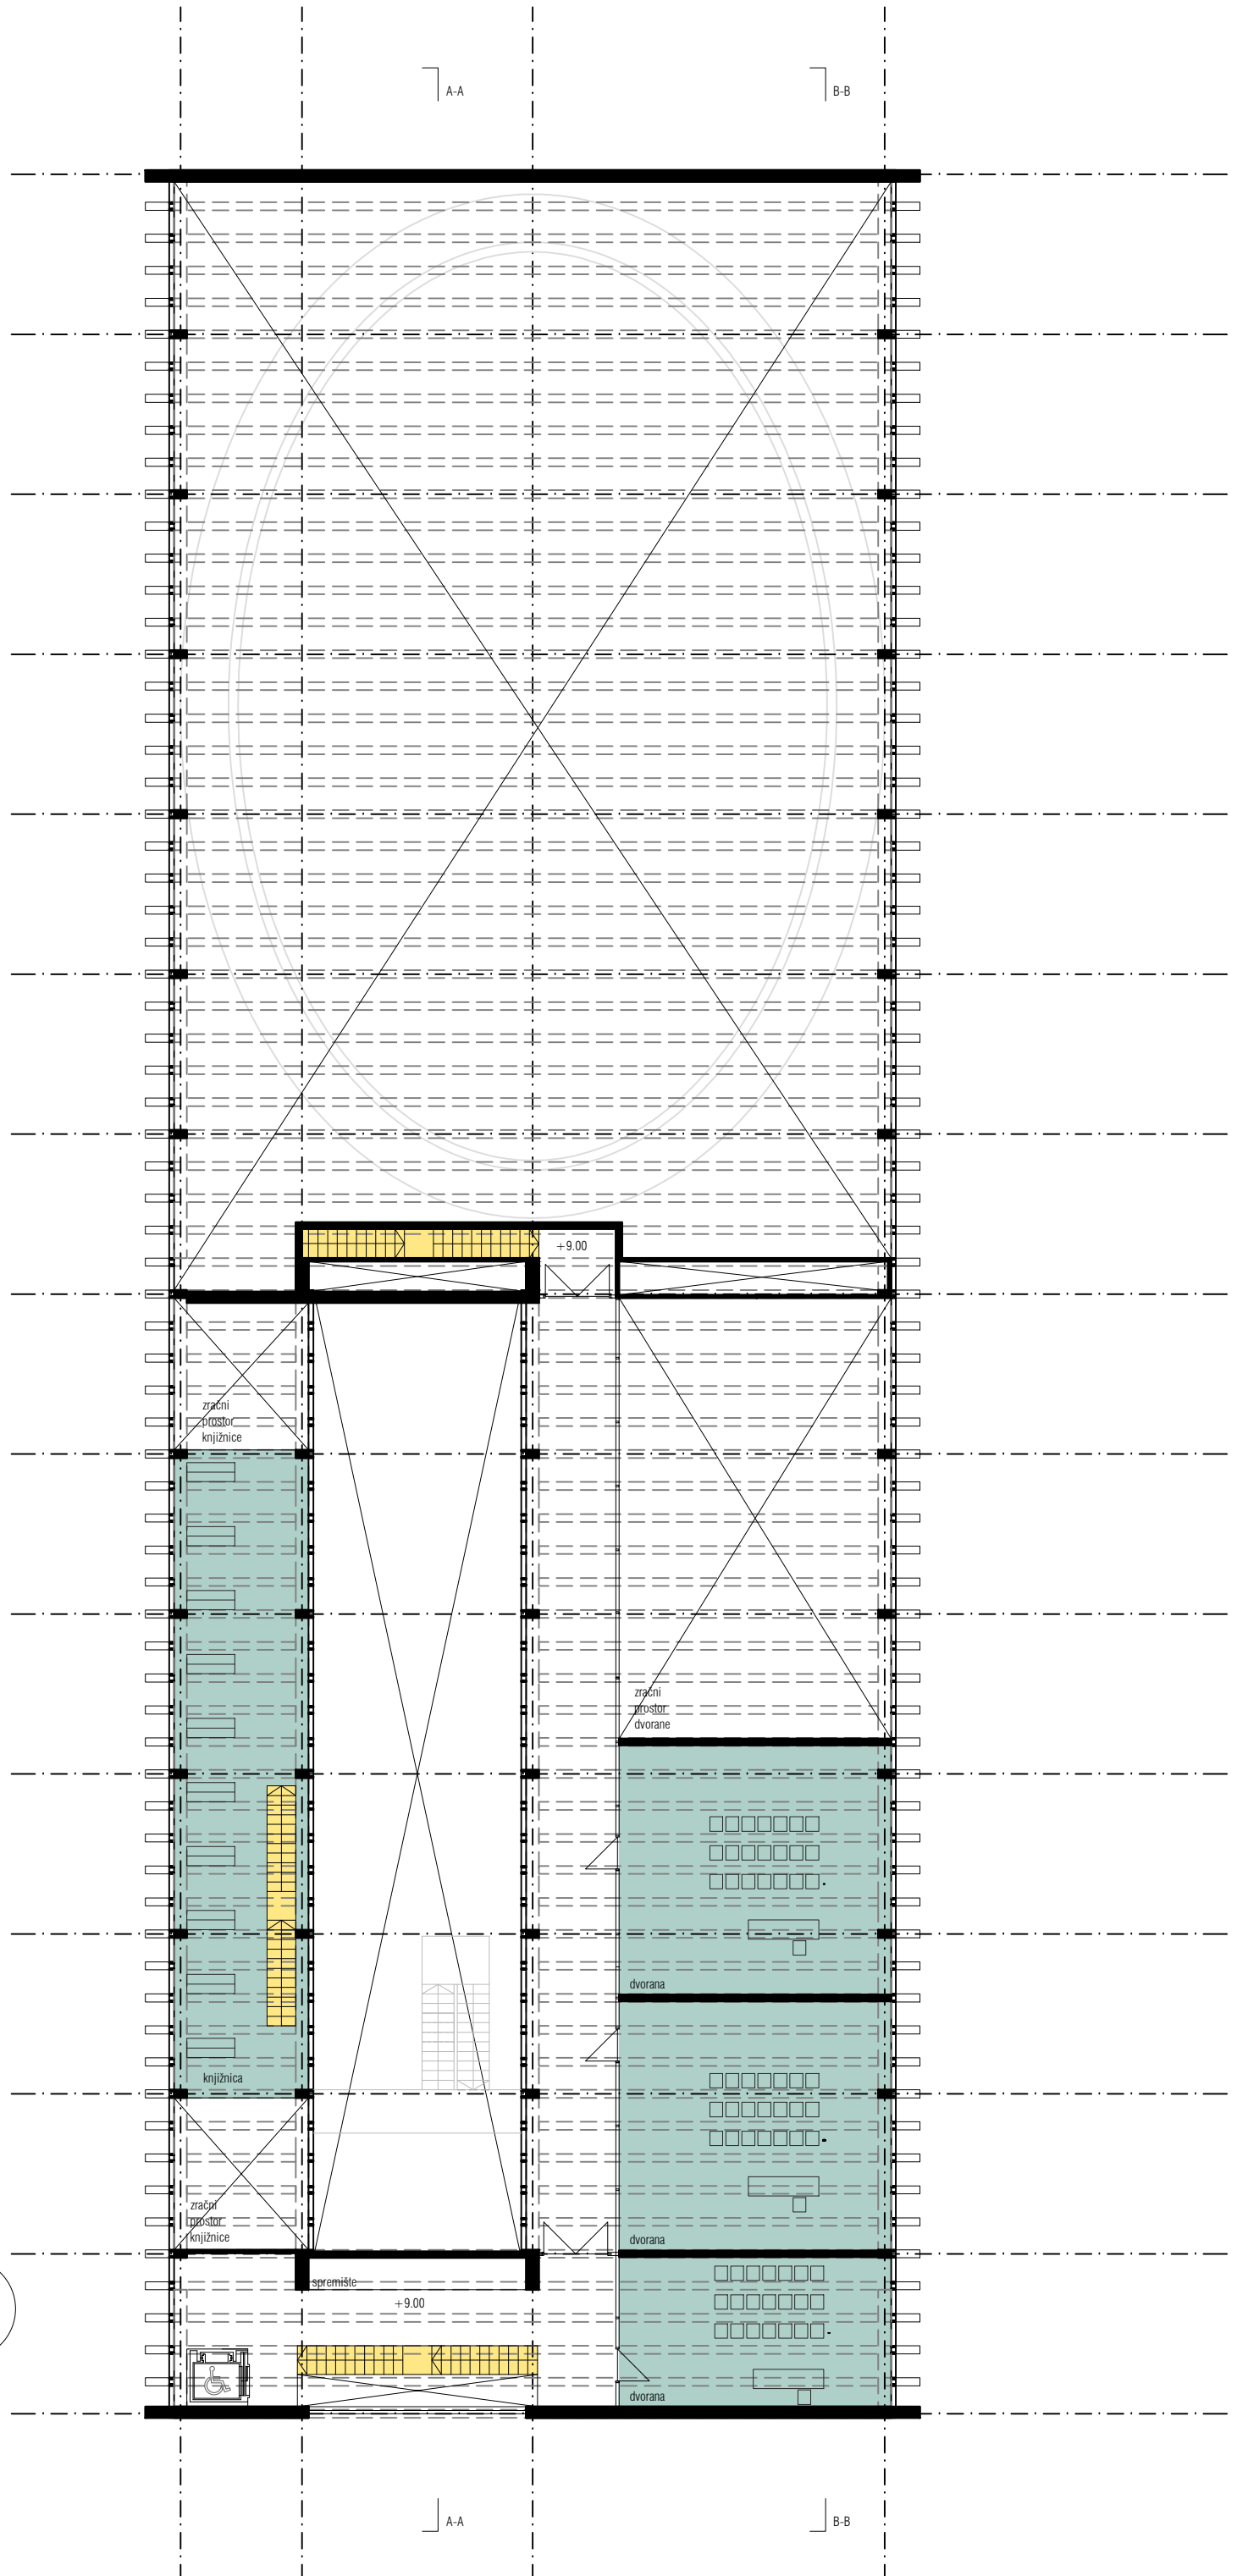 A-A
B-B
+9.00
zračni
prostor
knjižnice
zračni
prostor
dvorane
dvorana
knjižnica
zračni
prostor
knjižnice
dvorana
spremište
+9.00
dvorana
A-A
B-B